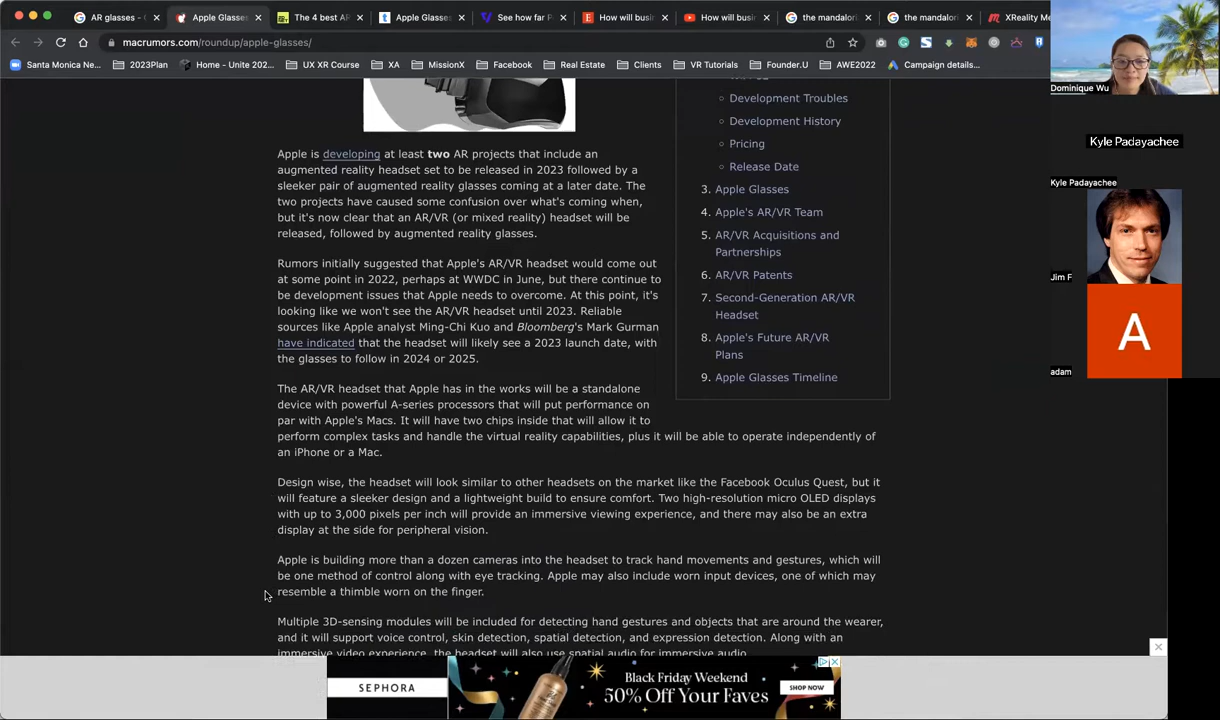 AR glasses - G
Apple Glasses
The 4 best AR
Apple Glasses
See how far F
How will busi
How will busi
the mandalori
the mandalori
XReality Me
macrumors.com/roundup/apple-glasses/
Santa Monica Ne...
2023Plan
Home - Unite 202...
UX XR Course
XA
MissionX
Facebook
Real Estate
Clients
VR Tutorials
Founder.U
AWE2022
Campaign details...
Development Troubles
Development History
Pricing
Release Date
3. Apple Glasses
4. Apple's AR/VR Team
5. AR/VR Acquisitions and
Partnerships
6. AR/VR Patents
7. Second-Generation AR/VR
Headset
8. Apple's Future AR/VR
Plans
9. Apple Glasses Timeline
Apple is developing at least two AR projects that include an
augmented reality headset set to be released in 2023 followed by a
sleeker pair of augmented reality glasses coming at a later date. The
two projects have caused some confusion over what's coming when,
but it's now clear that an AR/VR (or mixed reality) headset will be
released, followed by augmented reality glasses.
Rumors initially suggested that Apple's AR/VR headset would come out
at some point in 2022, perhaps at WWDC in June, but there continue to
be development issues that Apple needs to overcome. At this point, it's
looking like we won't see the AR/VR headset until 2023. Reliable
sources like Apple analyst Ming-Chi Kuo and Bloomberg's Mark Gurman
have indicated that the headset will likely see a 2023 launch date, with
the glasses to follow in 2024 or 2025.
The AR/VR headset that Apple has in the works will be a standalone
device with powerful A-series processors that will put performance on
par with Apple's Macs. It will have two chips inside that will allow it to
perform complex tasks and handle the virtual reality capabilities, plus it will be able to operate independently of
an iPhone or a Mac.
Design wise, the headset will look similar to other headsets on the market like the Facebook Oculus Quest, but it
will feature a sleeker design and a lightweight build to ensure comfort. Two high-resolution micro OLED displays
with up to 3,000 pixels per inch will provide an immersive viewing experience, and there may also be an extra
display at the side for peripheral vision.
Apple is building more than a dozen cameras into the headset to track hand movements and gestures, which will
be one method of control along with eye tracking. Apple may also include worn input devices, one of which may
resemble a thimble worn on the finger.
Multiple 3D-sensing modules will be included for detecting hand gestures and objects that are around the wearer,
and it will support voice control, skin detection, spatial detection, and expression detection. Along with an
immersive video experience, the headset will also use spatial audio for immersive audio.
SEPHORA
Black Friday Weekend
50% Off Your Faves
SHOP NOW
Dominique Wu
Kyle Padayachee
Kyle Padayachee
Jim F
A
adam